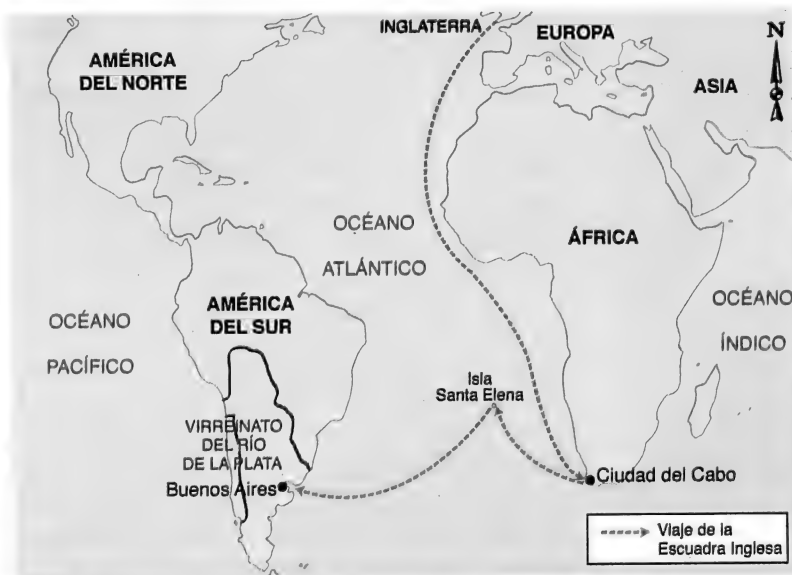 INGLATERRA
EUROPA
N
AMÉRICA
DEL NORTE
ASIA
OCÉANO
ATLÁNTICO
ÁFRICA
OCÉANO
ÍNDICO
OCÉANO
PACÍFICO
AMÉRICA
DEL SUR
Isla
Santa Elena
VIRREINATO
DEL RÍO
DE LA PLATA
Buenos Aires
Ciudad del Cabo
Viaje de la
Escuadra Inglesa